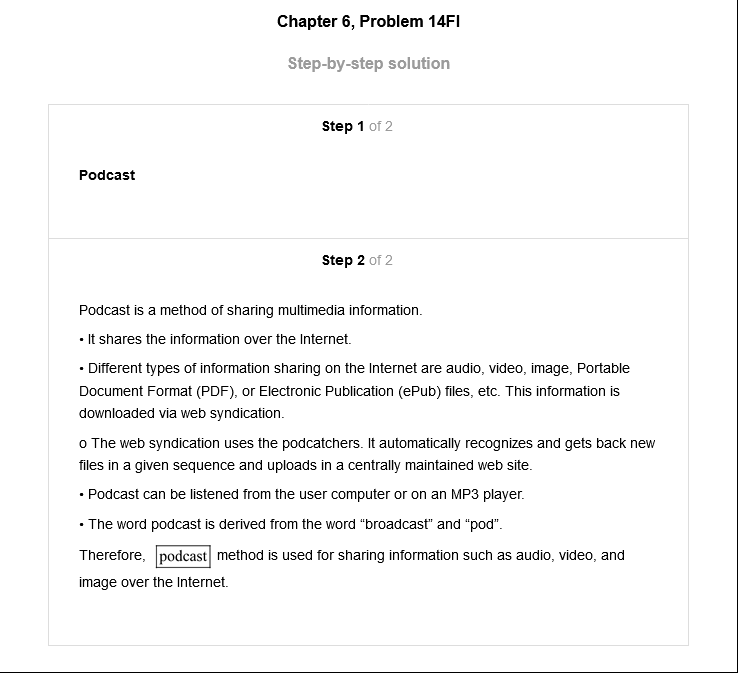 Chapter 6, Problem 14FI
Step-by-step solution
Step 1 of 2
Podcast
Step 2 of 2
Podcast is a method of sharing multimedia information.
• It shares the information over the Internet.
• Different types of information sharing on the Internet are audio, video, image, Portable
Document Format (PDF), or Electronic Publication (ePub) files, etc. This information is
downloaded via web syndication.
o The web syndication uses the podcatchers. It automatically recognizes and gets back new
files in a given sequence and uploads in a centrally maintained web site.
• Podcast can be listened from the user computer or on an MP3 player.
• The word podcast is derived from the word “broadcast” and “pod”.
Therefore, podcast method is used for sharing information such as audio, video, and
image over the Internet.